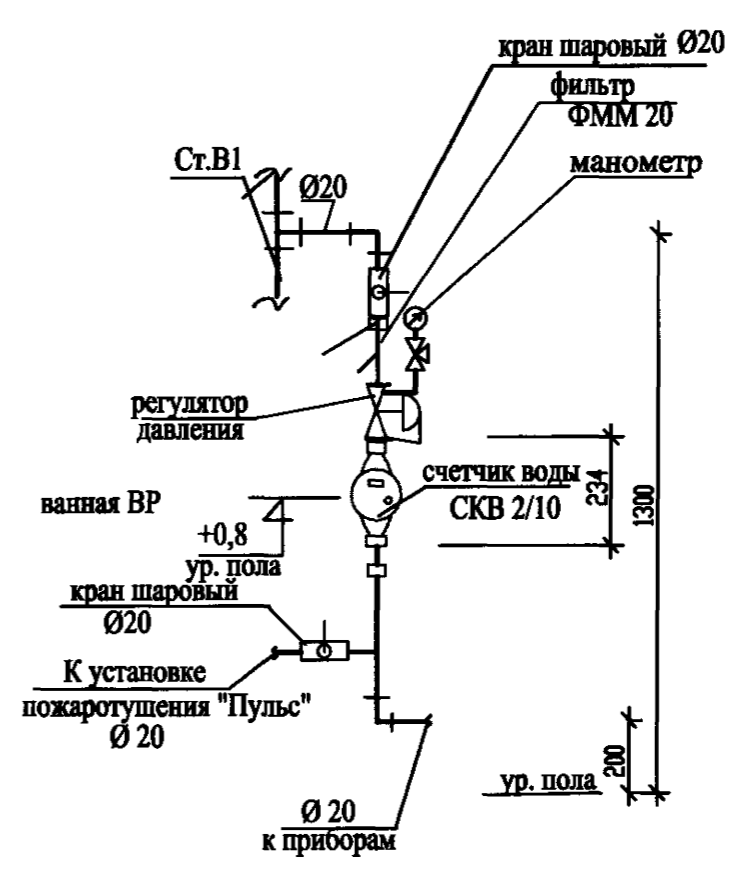 кран шаровый Ø20
фильтр
ФММ 20
Ст.В1
манометр
Ø20
регулятор
давления
счетчик воды
СКВ 2/10
234
1300
ванная ВР
+0,8
ур. пола
кран шаровый
Ø20
К установке
пожаротушения "Пульс"
Ø 20
200
ур. пола
Ø 20
к приборам